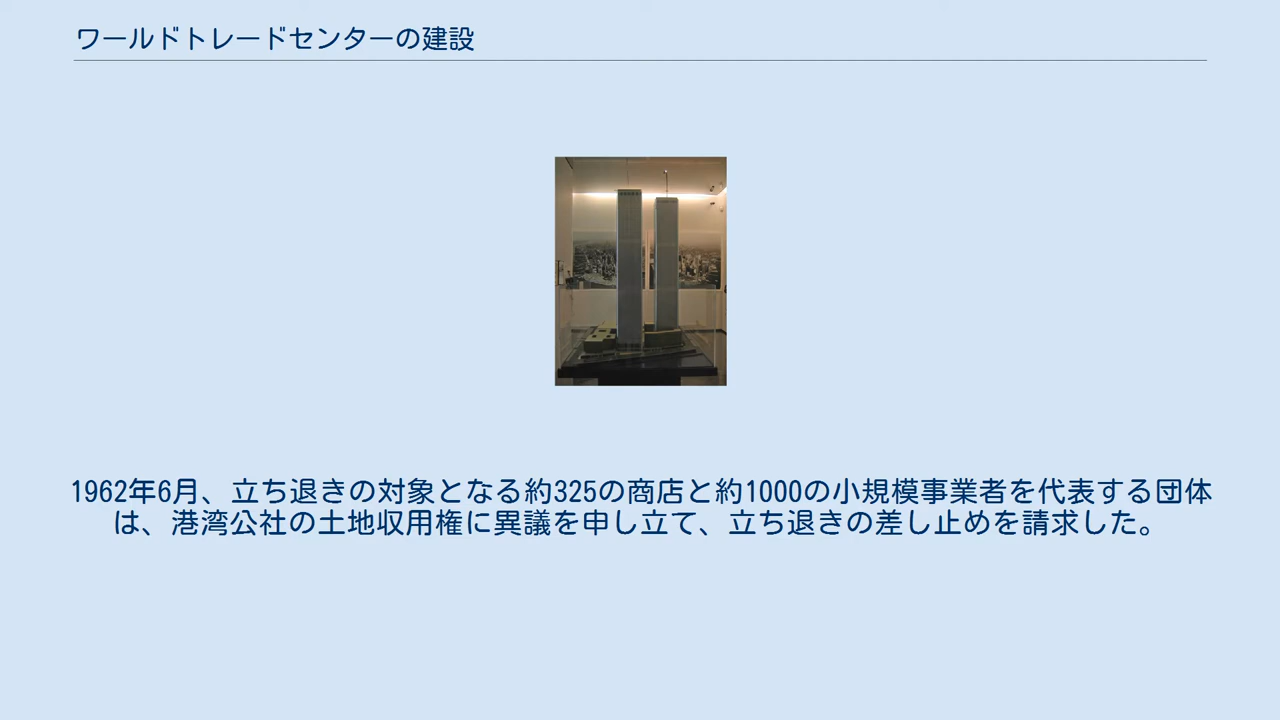 ワールドトレードセンターの建設
1962年6月、立ち退きの対象となる約325の商店と約1000の小規模事業者を代表する団体
は、港湾公社の土地収用権に異議を申し立て、立ち退きの差し止めを請求した。